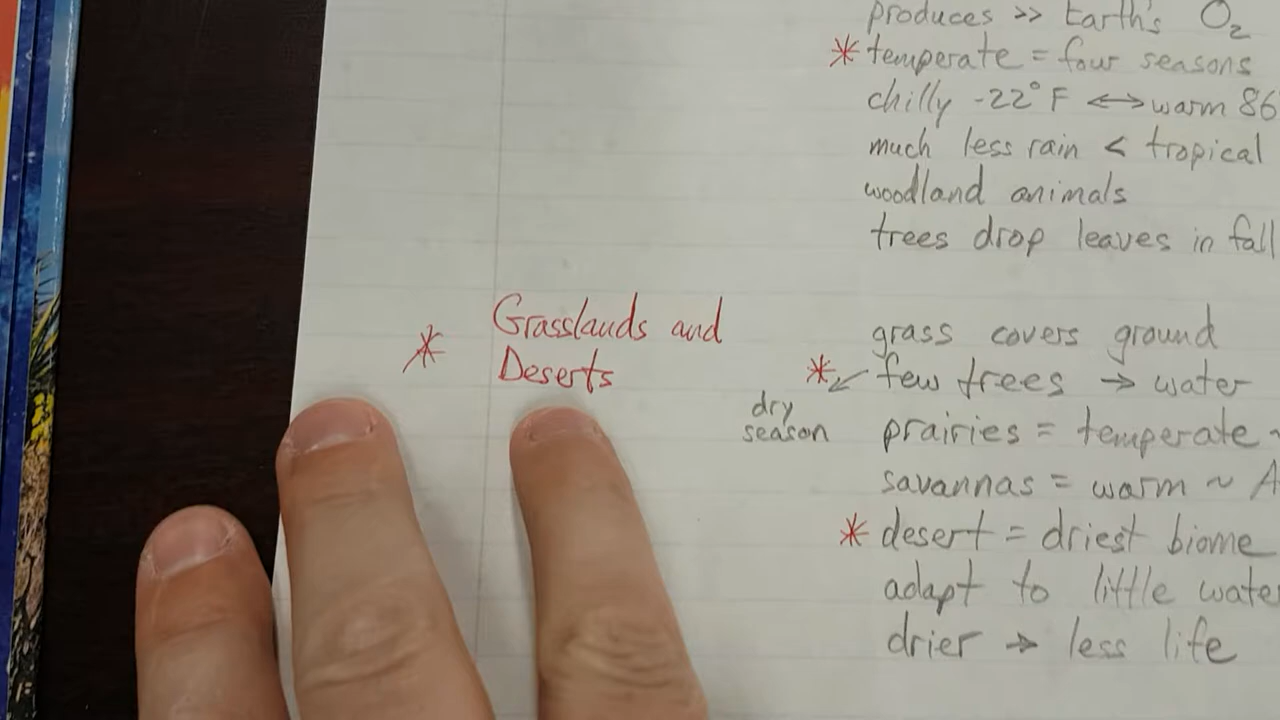 produces >> Earth's O₂
* temperate = four seasons
chilly -22°F ↔ warm 86°
much less rain < tropical
woodland animals
trees drop leaves in fall
* Grasslands and
Deserts
grass covers ground
* ↙ few trees → water
dry
season
prairies = temperate ~
savannas = warm ~ A
* desert = driest biome
adapt to little water
drier → less life